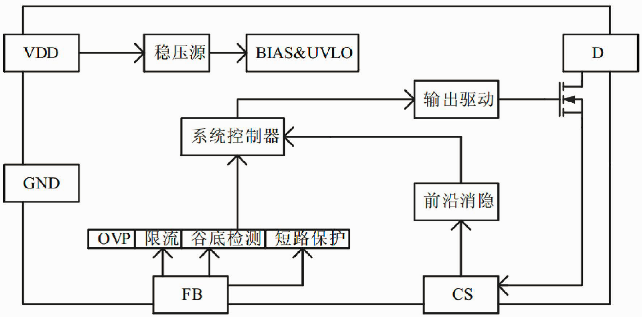 VDD
稳压源
BIAS&UVLO
D
输出驱动
系统控制器
GND
前沿消隐
OVP 限流 谷底检测 短路保护
FB
CS